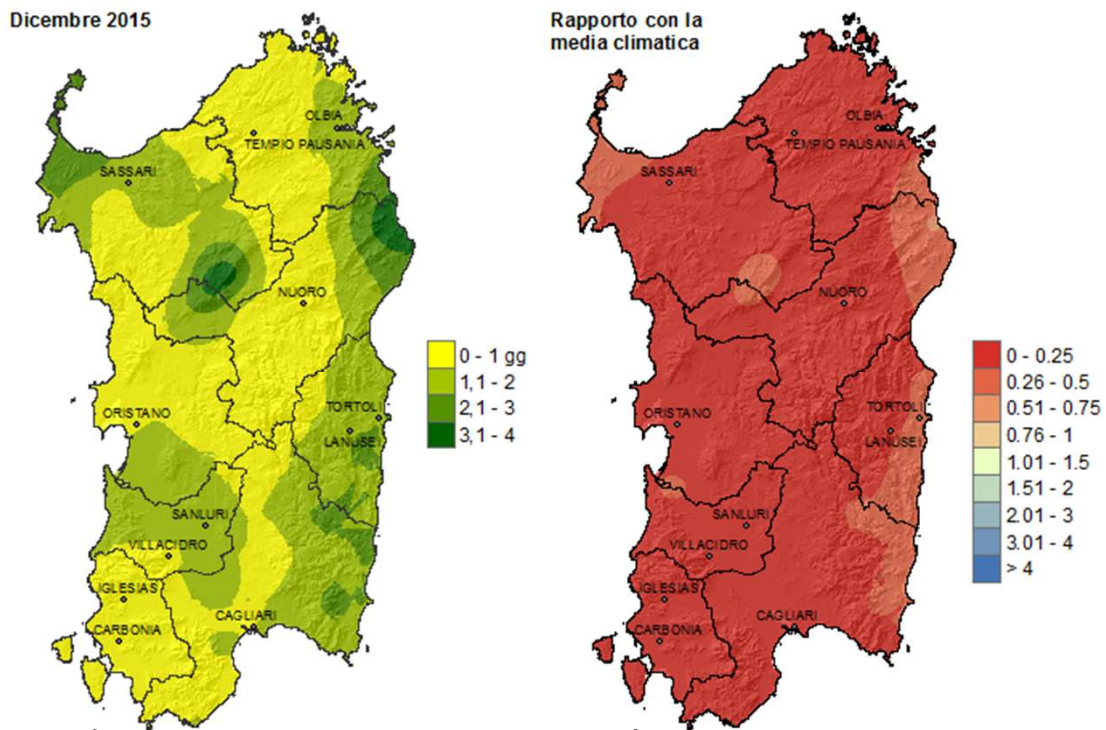 Dicembre 2015
OLBIA
TEMPIO PAUSANIA
SASSARI
NUORO
ORISTANO
TORTOLI
LANUSEI
SANLURI
VILLACIDRO
IGLESIAS
CARBONIA
CAGLIARI
0 - 1 gg
1,1 - 2
2,1 - 3
3,1 - 4
Rapporto con la
media climatica
OLBIA
TEMPIO PAUSANIA
SASSARI
NUORO
ORISTANO
TORTOLI
LANUSEI
SANLURI
VILLACIDRO
IGLESIAS
CARBONIA
CAGLIARI
0 - 0.25
0.26 - 0.5
0.51 - 0.75
0.76 - 1
1.01 - 1.5
1.51 - 2
2.01 - 3
3.01 - 4
> 4